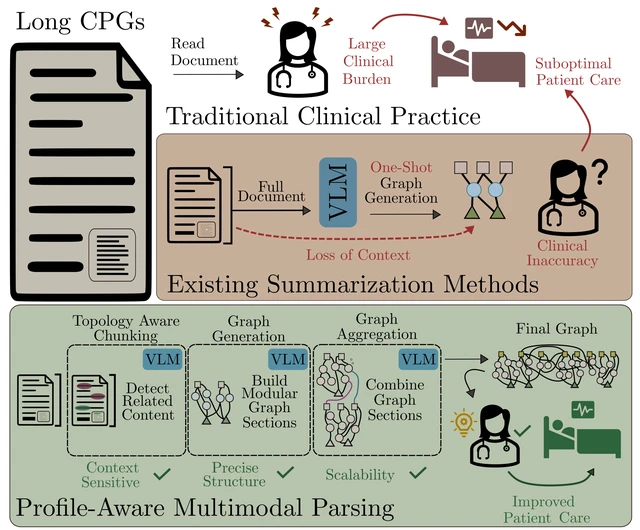 Long CPGs
Read
Document
Large
Clinical
Burden
Suboptimal
Patient Care
Traditional Clinical Practice
Full
Document
VLM
One-Shot
Graph
Generation
Loss of Context
?
Clinical
Inaccuracy
Existing Summarization Methods
Topology Aware
Chunking
VLM
Detect
Related
Content
Context
Sensitive
Graph
Generation
VLM
Build
Modular
Graph
Sections
Precise
Structure
Graph
Aggregation
VLM
Combine
Graph
Sections
Scalability
Final Graph
Improved
Patient Care
Profile-Aware Multimodal Parsing